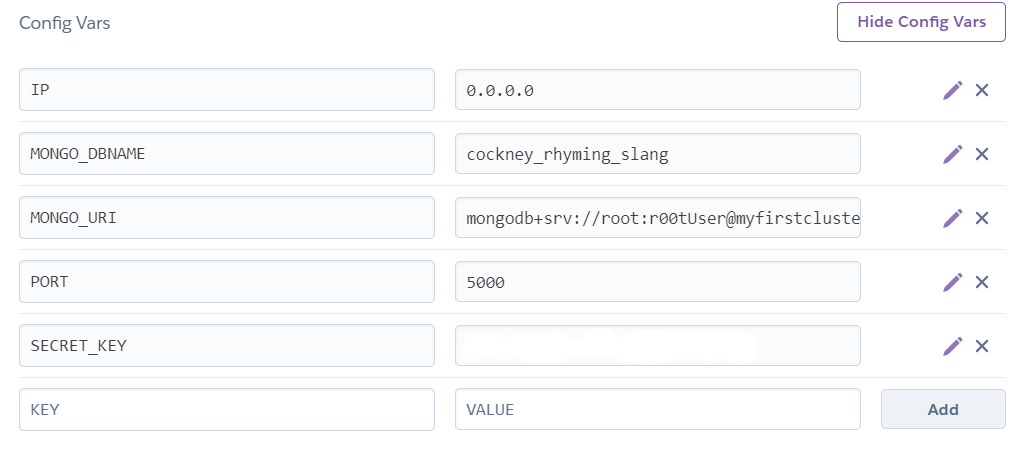 Config Vars
Hide Config Vars
IP
0.0.0.0
MONGO_DBNAME
cockney_rhyming_slang
MONGO_URI
mongodb+srv://root:r00tUser@myfirstcluste
PORT
5000
SECRET_KEY
KEY
VALUE
Add